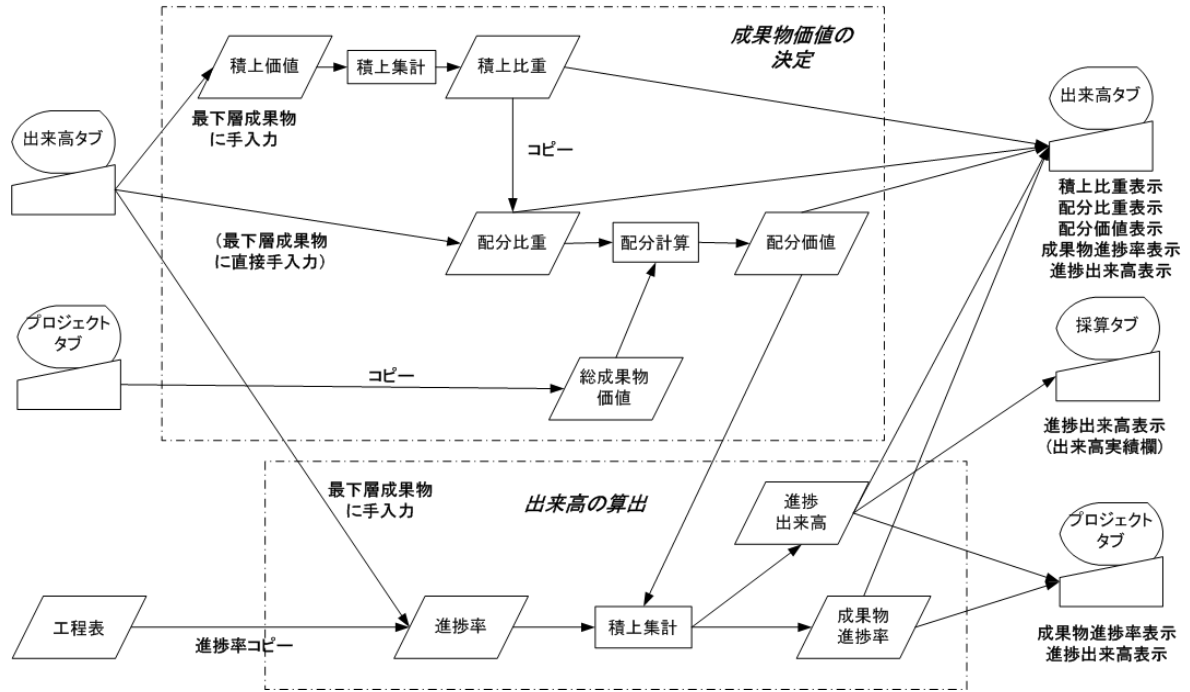 成果物価値の
決定
積上価値
積上集計
積上比重
最下層成果物
に手入力
出来高タブ
コピー
出来高タブ
積上比重表示
配分比重表示
配分価値表示
成果物進捗率表示
進捗出来高表示
(最下層成果物
に直接手入力)
配分比重
配分計算
配分価値
プロジェクト
タブ
コピー
総成果物
価値
採算タブ
進捗出来高表示
(出来高実績欄)
最下層成果物
に手入力
出来高の算出
進捗
出来高
プロジェクト
タブ
成果物進捗率表示
進捗出来高表示
工程表
進捗率コピー
進捗率
積上集計
成果物
進捗率